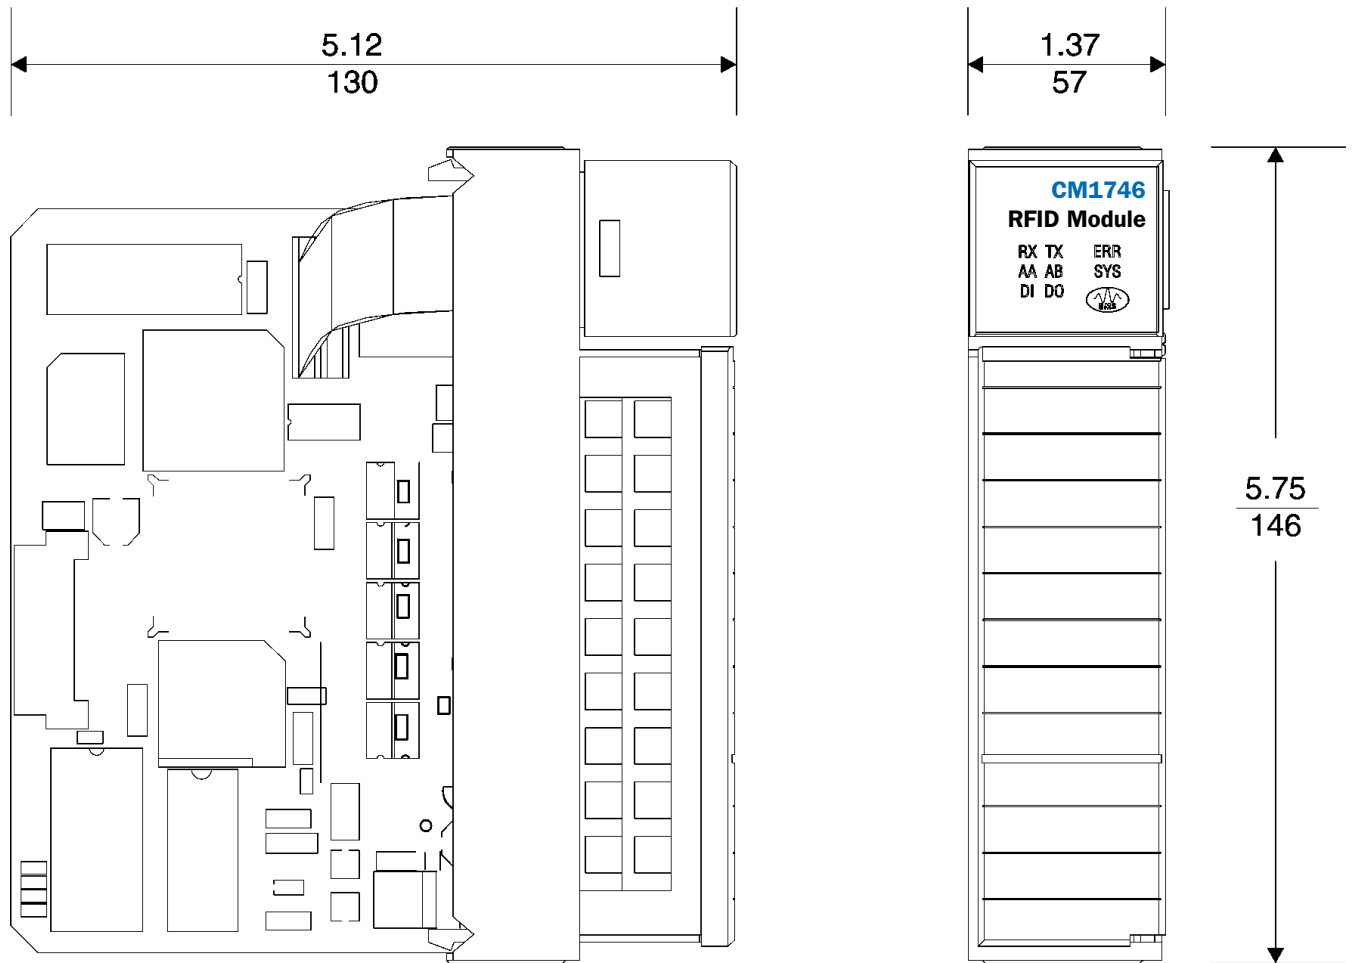 5.12
130
1.37
57
CM1746
RFID Module
RX TX ERR
AA AB SYS
DI DO
5.75
146